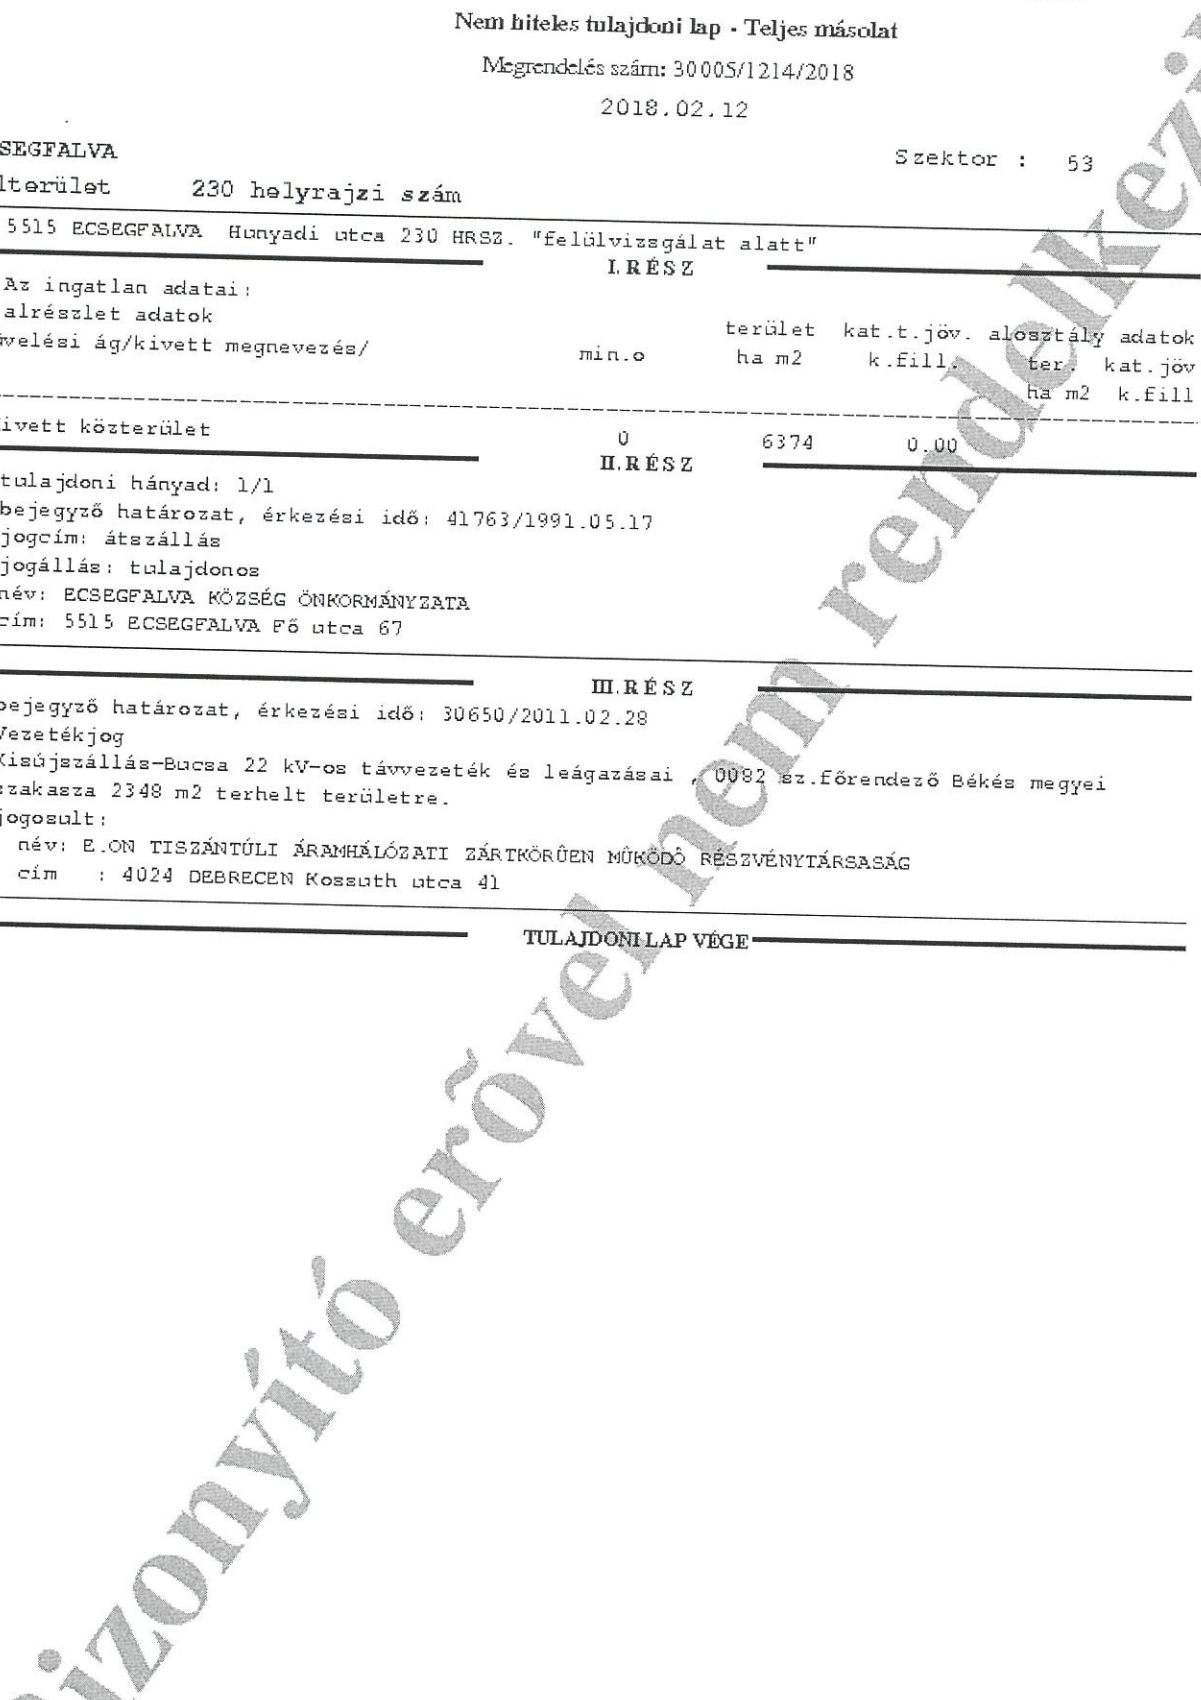 Nem hiteles tulajdoni lap - Teljes másolat
Megrendelés szám: 30005/1214/2018
2018.02.12
SEGFALVA
Szektor : 53
lterület 230 helyrajzi szám
5515 ECSEGFALVA Hunyadi utca 230 HRSZ. "felülvizsgálat alatt"
I.RÉSZ
Az ingatlan adatai:
alrészlet adatok
terület kat.t.jöv. alosztály adatok
velési ág/kivett megnevezés/ min.o ha m2 k.fill. ter. kat.jöv
ha m2 k.fill
ivett közterület 0 6374 0.00
II.RÉSZ
tulajdoni hányad: 1/1
bejegyző határozat, érkezési idő: 41763/1991.05.17
jogcím: átszállás
jogállás: tulajdonos
név: ECSEGFALVA KÖZSÉG ÖNKORMÁNYZATA
cím: 5515 ECSEGFALVA Fő utca 67
III.RÉSZ
bejegyző határozat, érkezési idő: 30650/2011.02.28
Vezetékjog
Kisújszállás-Bucsa 22 kV-os távvezeték és leágazásai , 0082 sz.főrendező Békés megyei
szakasza 2348 m2 terhelt területre.
jogosult:
név: E.ON TISZÁNTÚLI ÁRAMHÁLÓZATI ZÁRTKÖRÛEN MÛKÖDÔ RÉSZVÉNYTÁRSASÁG
cím : 4024 DEBRECEN Kossuth utca 41
TULAJDONI LAP VÉGE
izonyító erõvel nem rendelkezi